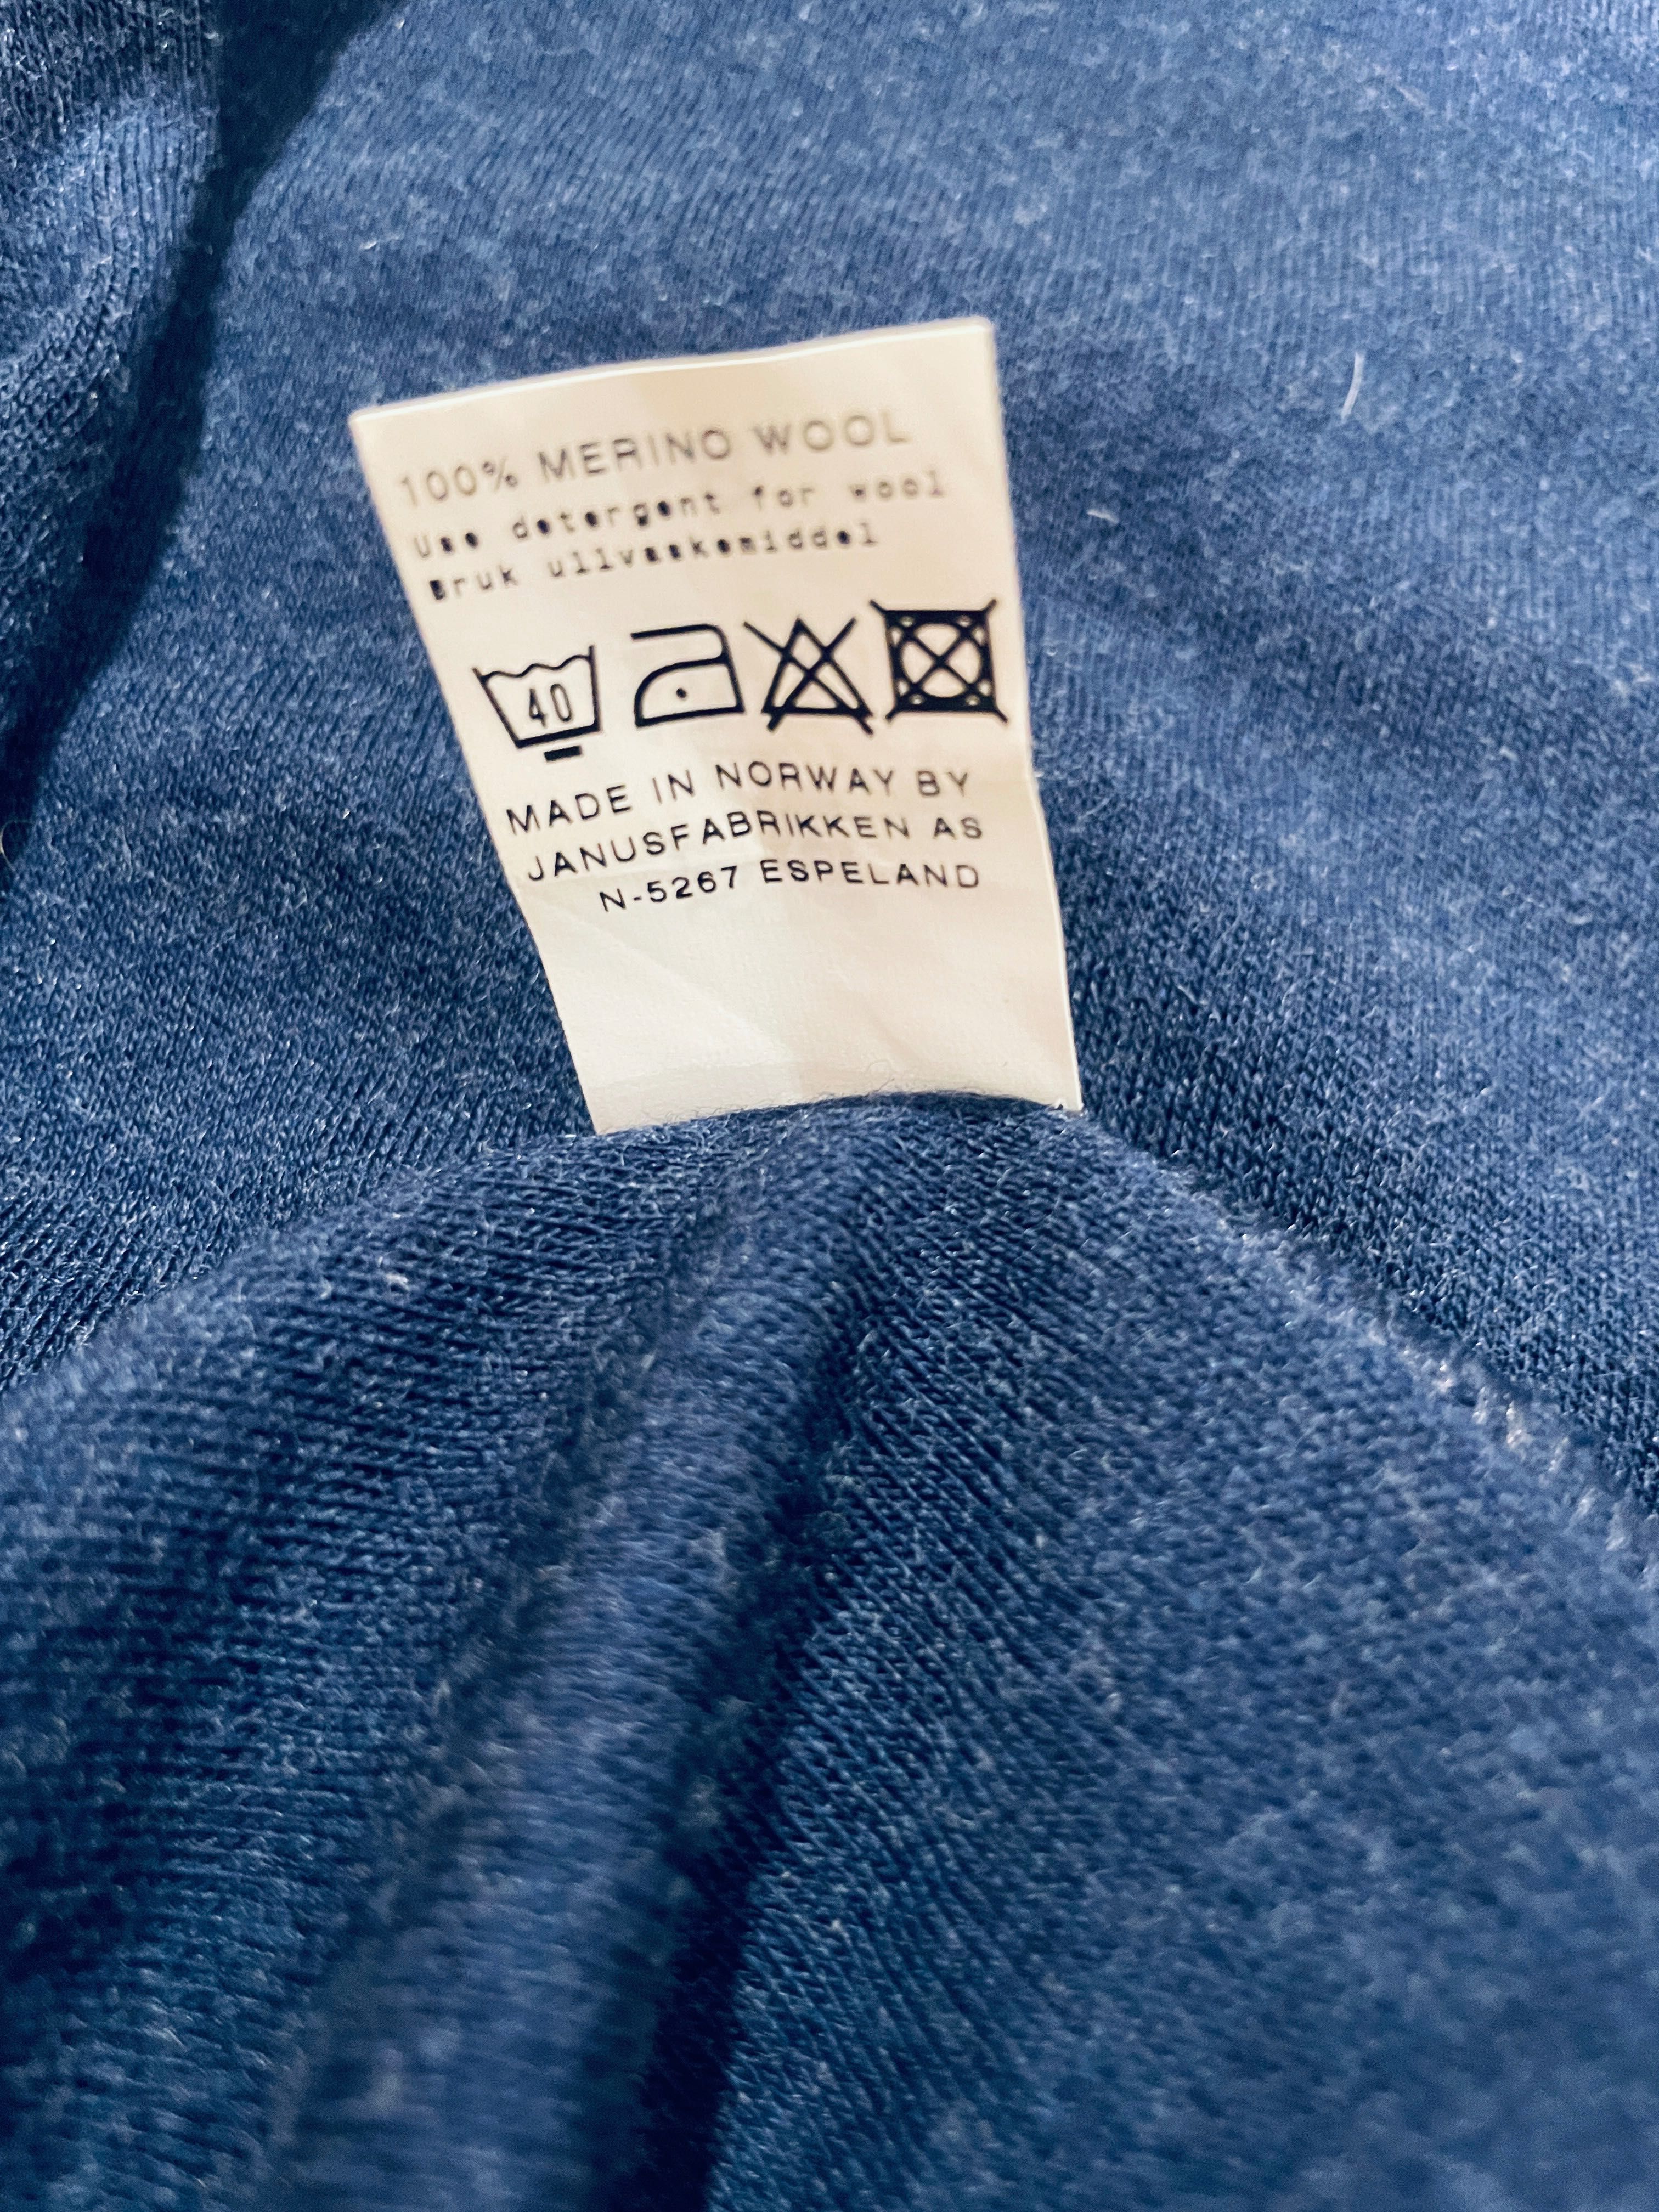 100% MERINO WOOL
Use detergent for wool
Bruk ullvaskemiddel
40
MADE IN NORWAY BY
JANUSFABRIKKEN AS
N-5267 ESPELAND